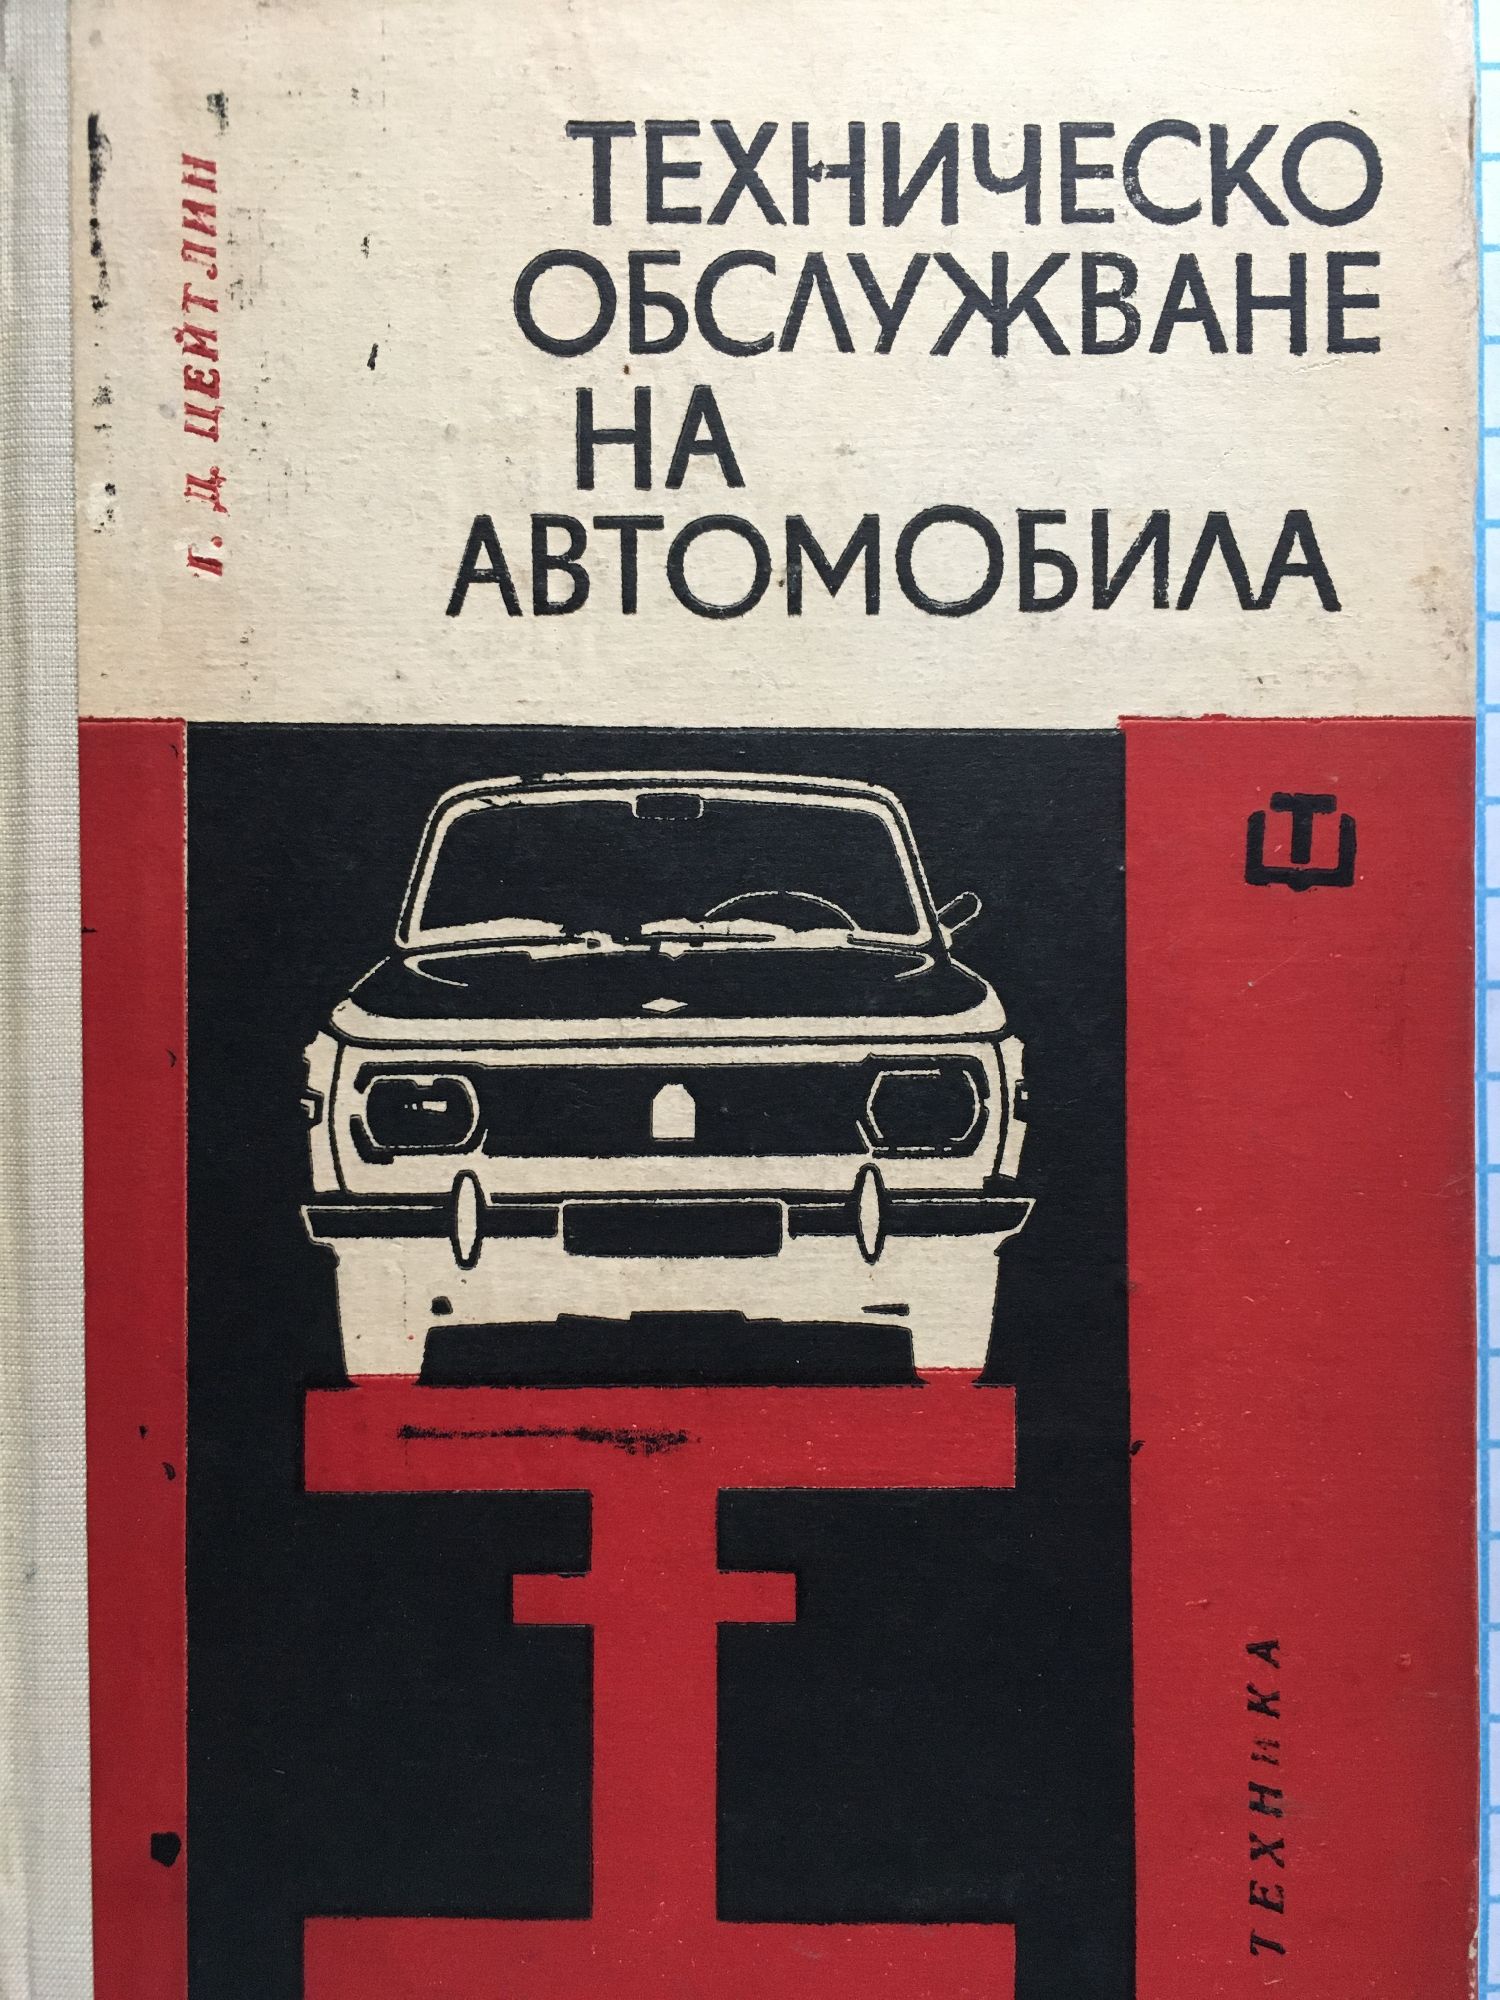 Г. Д. ЦЕЙТЛИН
ТЕХНИЧЕСКО
ОБСЛУЖВАНЕ
НА
АВТОМОБИЛА
Т
ТЕХНИКА